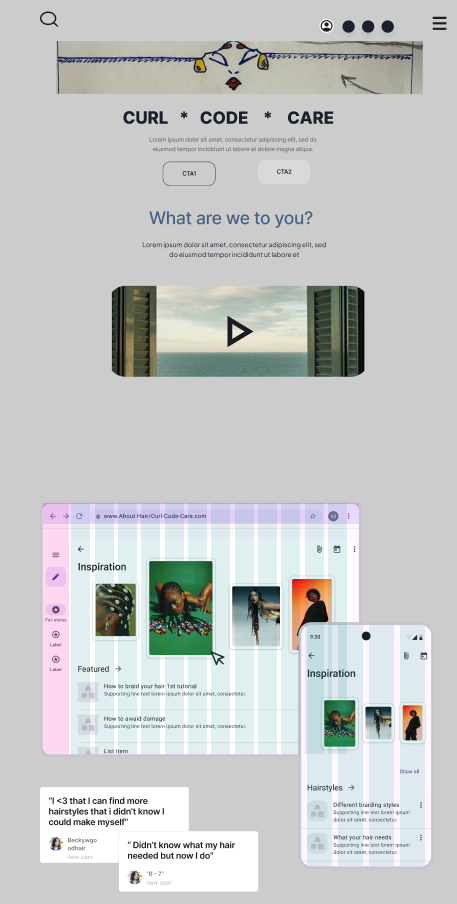 CURL * CODE * CARE
Lorem ipsum dolor sit amet, consectetur adipiscing elit, sed do
eiusmod tempor incididunt ut labore et dolore magna aliqua.
CTA1
CTA2
What are we to you?
Lorem ipsum dolor sit amet, consectetur adipiscing elit, sed
do eiusmod tempor incididunt ut labore et
www.About Hair/Curl-Code-Care.com
M
Inspiration
Fav styles
Label
Label
Featured
How to braid your hair 1st tutorial
Supporting line text lorem ipsum dolor sit amet, consectetur.
How to awaid damage
Supporting line text lorem ipsum dolor sit amet, consectetur.
List item
9:30
Inspiration
Show all
Hairstyles
Different braiding styles
Supporting line text lorem ipsum
dolor sit amet, consectetur.
What your hair needs
Supporting line text lorem ipsum
dolor sit amet, consectetur.
"I <3 that I can find more
hairstyles that i didn't know I
could make myself"
Beckywgo
odhair
new user
" Didn't know what my hair
needed but now I do"
"6 - 7"
new user